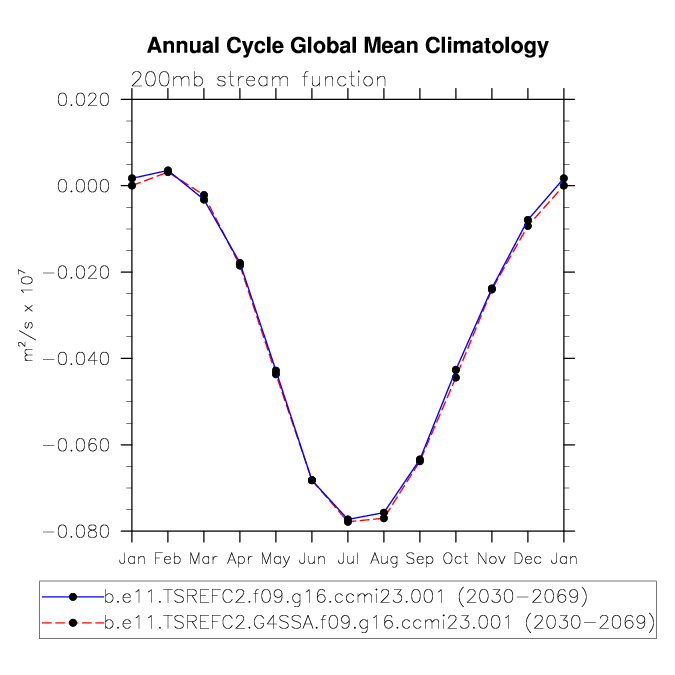 Annual Cycle Global Mean Climatology
200mb stream function
0.020
0.000
−0.020
−0.040
−0.060
−0.080
m²/s x 10⁷
Jan Feb Mar Apr May Jun Jul Aug Sep Oct Nov Dec Jan
b.e11.TSREFC2.f09.g16.ccmi23.001 (2030−2069)
b.e11.TSREFC2.G4SSA.f09.g16.ccmi23.001 (2030−2069)